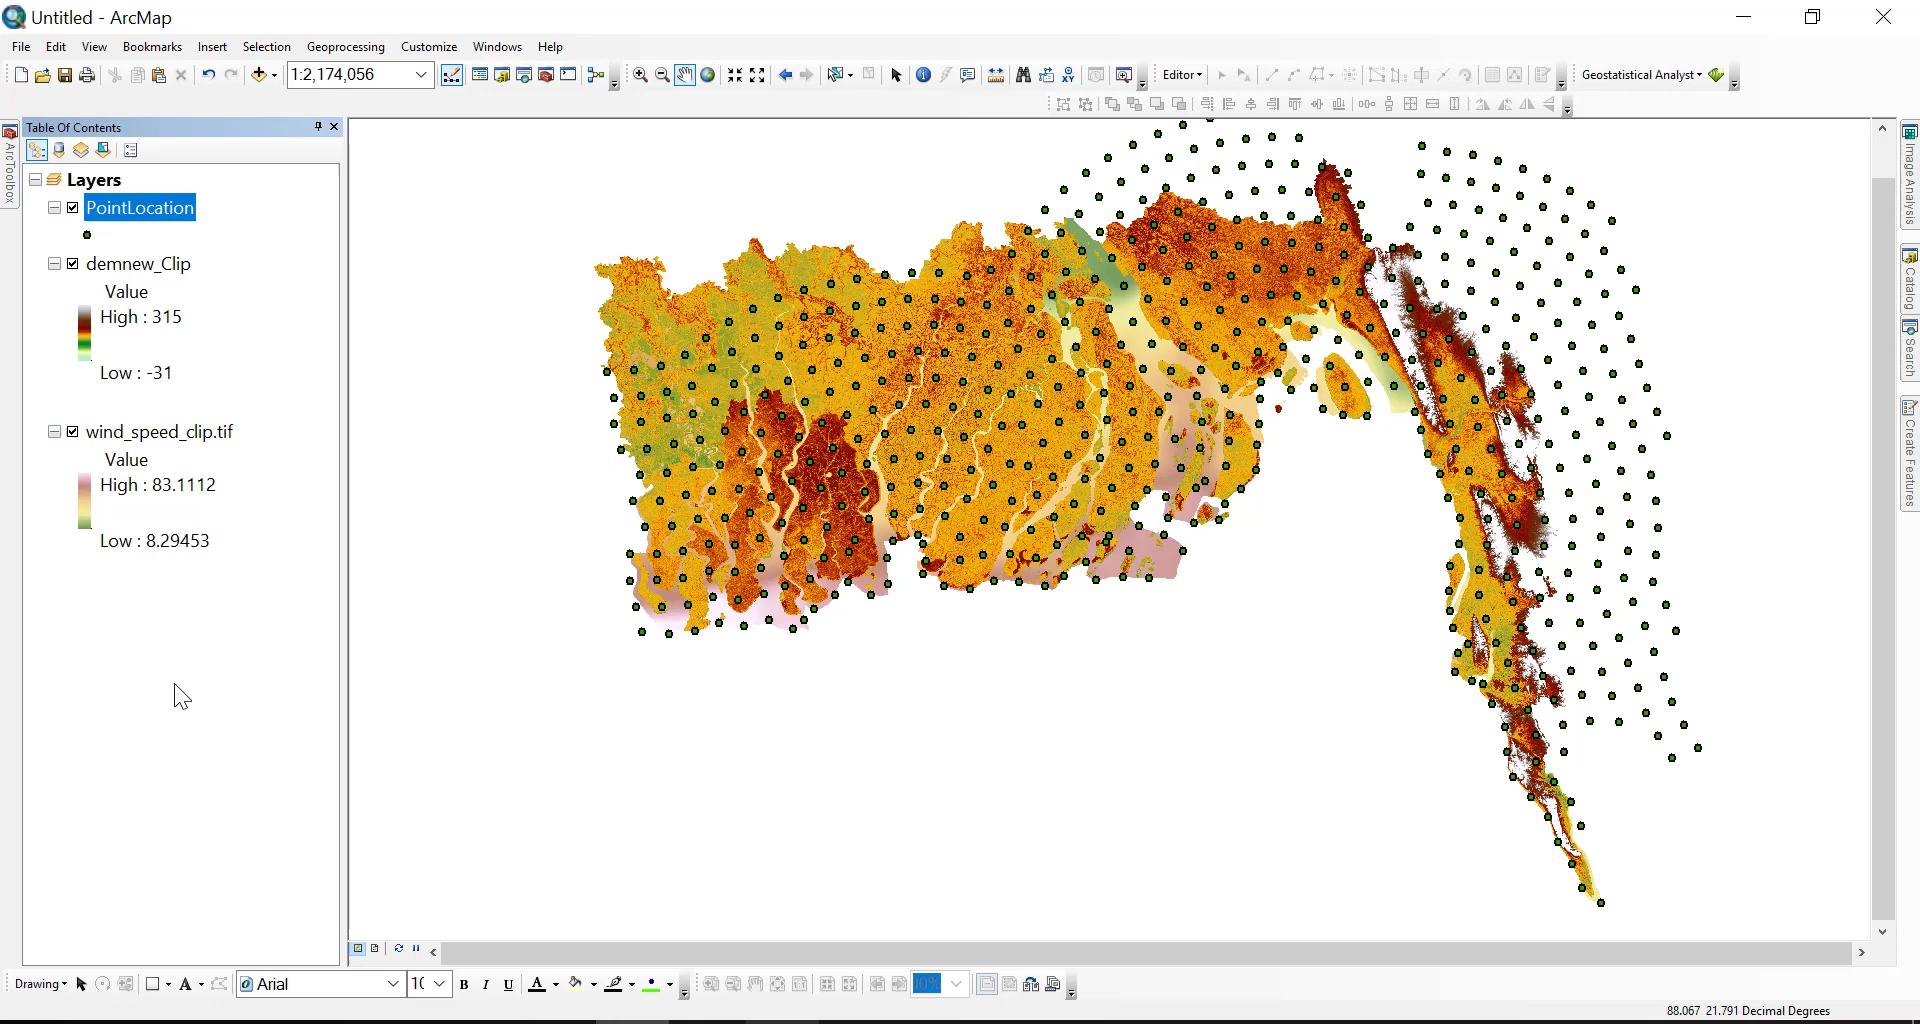 Untitled - ArcMap
File Edit View Bookmarks Insert Selection Geoprocessing Customize Windows Help
1:2,174,056 Editor Geostatistical Analyst
Table Of Contents
ArcToolbox
Layers
PointLocation
demnew_Clip
Value
High : 315
Low : -31
wind_speed_clip.tif
Value
High : 83.1112
Low : 8.29453
Image Analysis
Catalog
Search
Create Features
Drawing A Arial 10 B I U A
88.067 21.791 Decimal Degrees